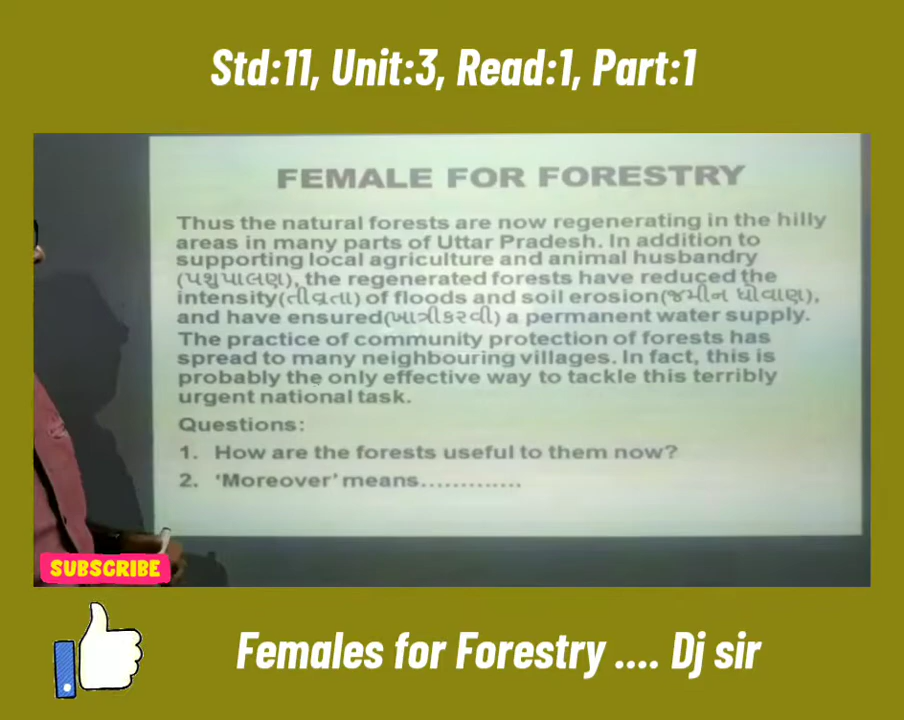 Std:11, Unit:3, Read:1, Part:1
FEMALE FOR FORESTRY
Thus the natural forests are now regenerating in the hilly
areas in many parts of Uttar Pradesh. In addition to
supporting local agriculture and animal husbandry
(પશુપાલણ), the regenerated forests have reduced the
intensity(તીવ્રતા) of floods and soil erosion(જમીન ધોવાણ),
and have ensured(ખાત્રીકરવી) a permanent water supply.
The practice of community protection of forests has
spread to many neighbouring villages. In fact, this is
probably the only effective way to tackle this terribly
urgent national task.
Questions:
1. How are the forests useful to them now?
2. ‘Moreover’ means.............
SUBSCRIBE
Females for Forestry .... Dj sir